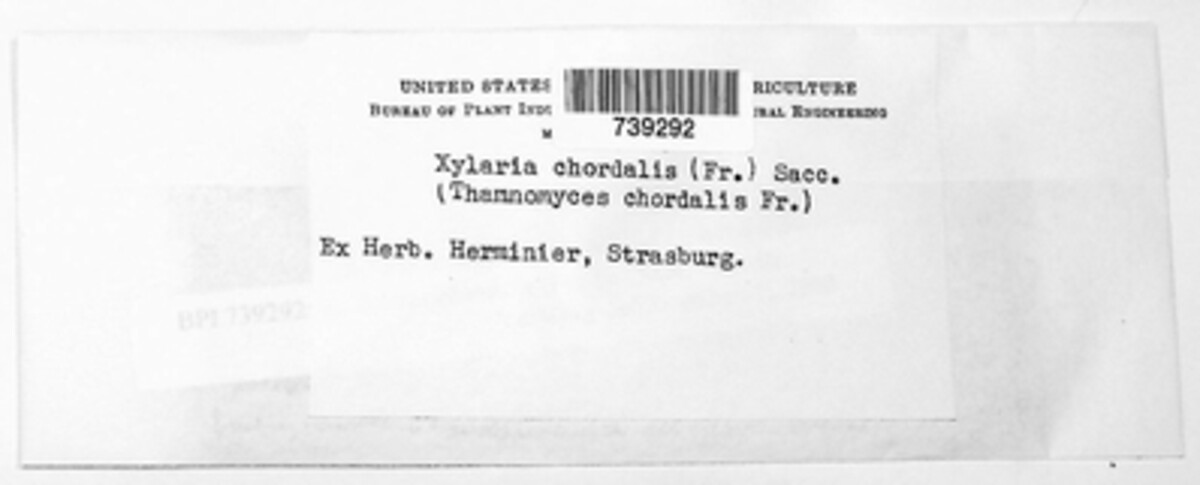 UNITED STATES RICULTURE
BUREAU OF PLANT INDU RAL ENGINEERING
M
739292
Xylaria chordalis (Fr.) Sacc.
(Thamnomyces chordalis Fr.)
Ex Herb. Herminier, Strasburg.
BPI 739292